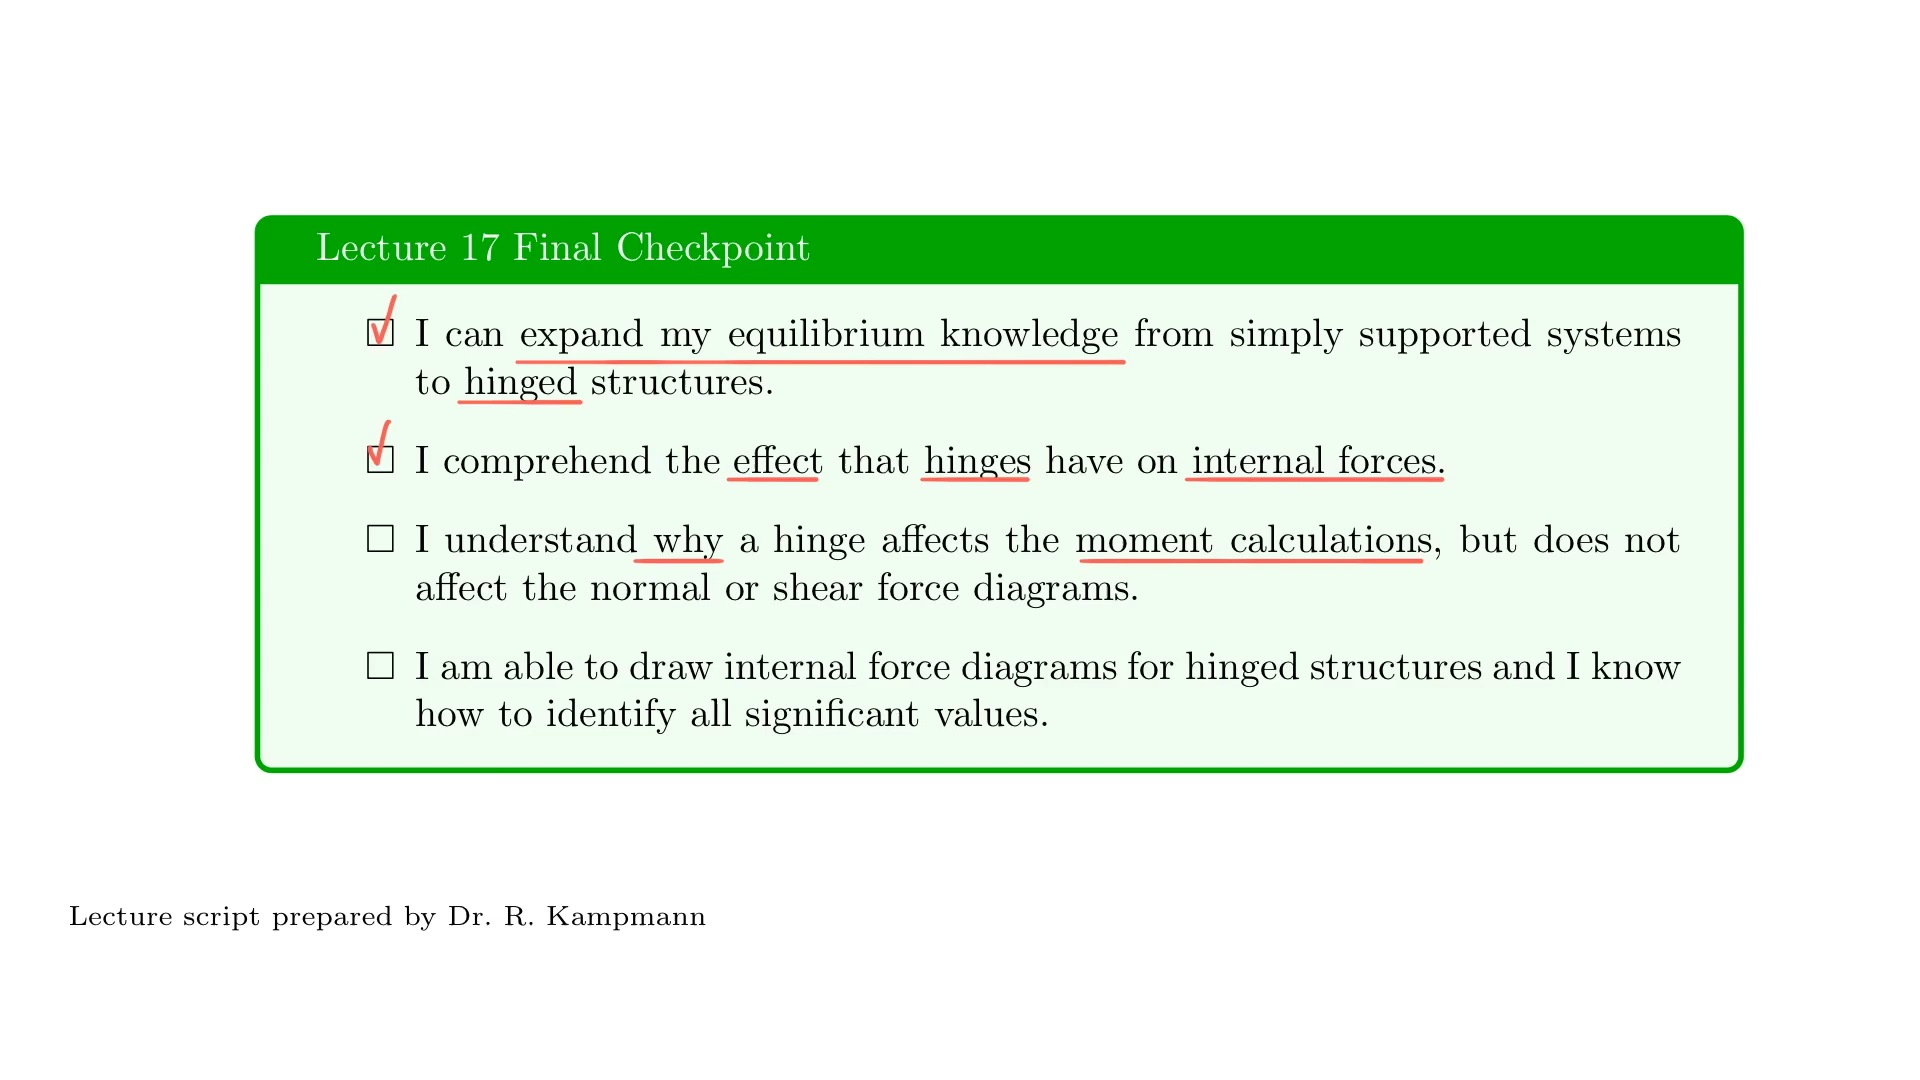 Lecture 17 Final Checkpoint
☑ I can expand my equilibrium knowledge from simply supported systems
to hinged structures.
☑ I comprehend the effect that hinges have on internal forces.
☐ I understand why a hinge affects the moment calculations, but does not
affect the normal or shear force diagrams.
☐ I am able to draw internal force diagrams for hinged structures and I know
how to identify all significant values.
Lecture script prepared by Dr. R. Kampmann